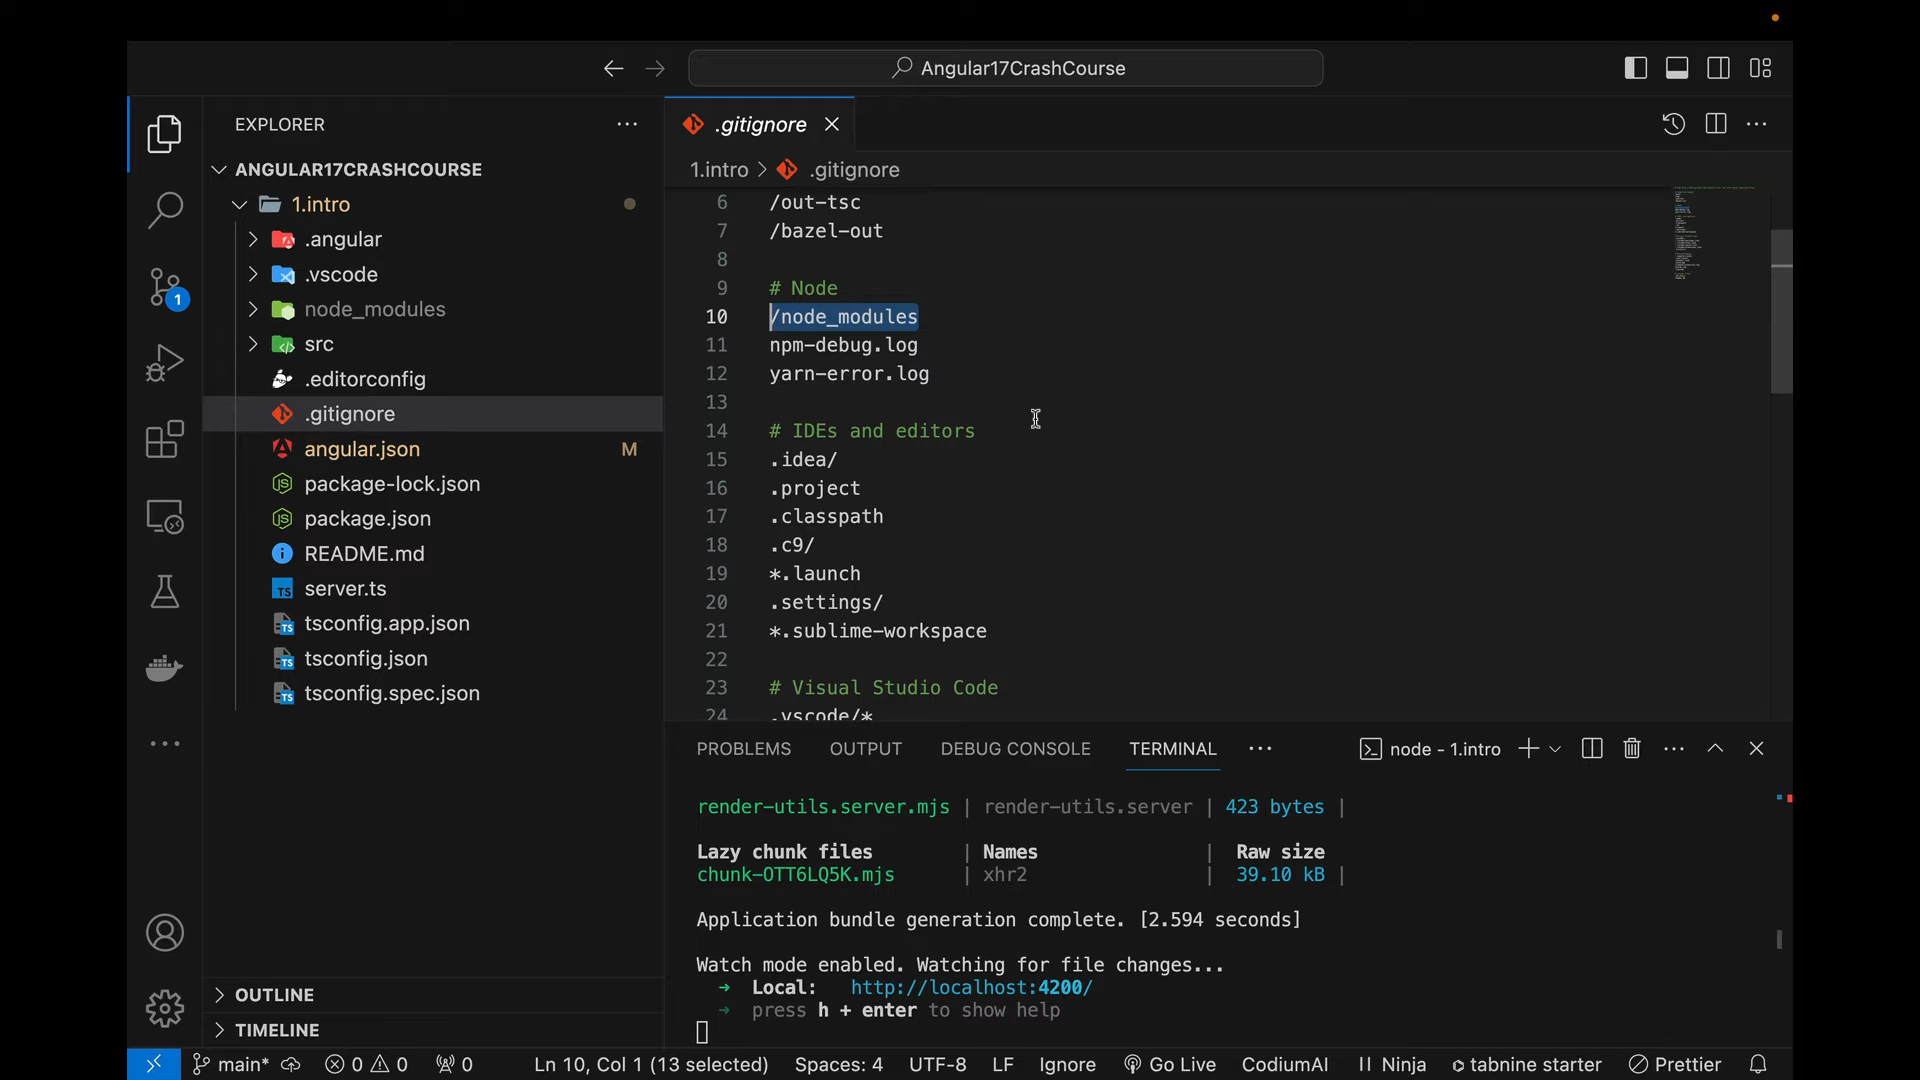 Angular17CrashCourse
EXPLORER
ANGULAR17CRASHCOURSE
1.intro
.angular
.vscode
node_modules
src
.editorconfig
.gitignore
angular.json M
package-lock.json
package.json
README.md
server.ts
tsconfig.app.json
tsconfig.json
tsconfig.spec.json
OUTLINE
TIMELINE
1
.gitignore
1.intro > .gitignore
6 /out-tsc
7 /bazel-out
8
9 # Node
10 /node_modules
11 npm-debug.log
12 yarn-error.log
13
14 # IDEs and editors
15 .idea/
16 .project
17 .classpath
18 .c9/
19 *.launch
20 .settings/
21 *.sublime-workspace
22
23 # Visual Studio Code
24 .vscode/*
PROBLEMS OUTPUT DEBUG CONSOLE TERMINAL node - 1.intro
render-utils.server.mjs | render-utils.server | 423 bytes |
Lazy chunk files | Names | Raw size
chunk-OTT6LQ5K.mjs | xhr2 | 39.10 kB |
Application bundle generation complete. [2.594 seconds]
Watch mode enabled. Watching for file changes...
➜ Local: http://localhost:4200/
➜ press h + enter to show help
main* 0 0 0 Ln 10, Col 1 (13 selected) Spaces: 4 UTF-8 LF Ignore Go Live CodiumAI Ninja tabnine starter Prettier